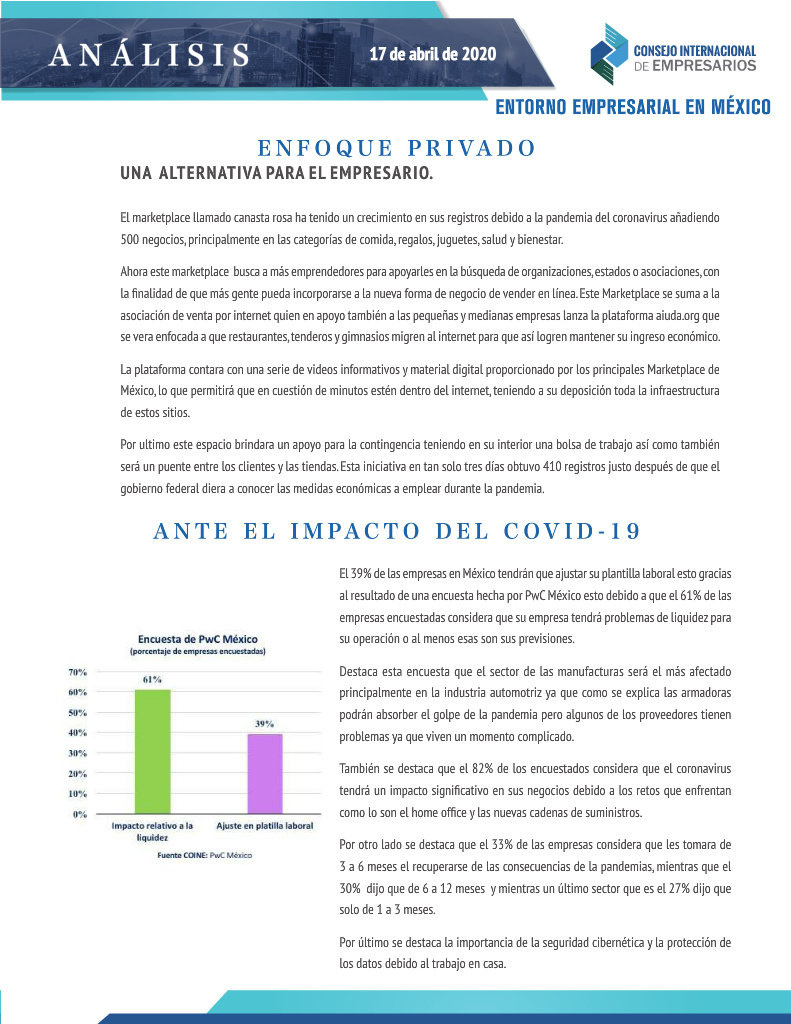 ANÁLISIS
17 de abril de 2020
CONSEJO INTERNACIONAL
DE EMPRESARIOS
ENTORNO EMPRESARIAL EN MÉXICO
ENFOQUE PRIVADO
UNA ALTERNATIVA PARA EL EMPRESARIO.
El marketplace llamado canasta rosa ha tenido un crecimiento en sus registros debido a la pandemia del coronavirus añadiendo
500 negocios, principalmente en las categorías de comida, regalos, juguetes, salud y bienestar.
Ahora este marketplace busca a más emprendedores para apoyarles en la búsqueda de organizaciones, estados o asociaciones, con
la finalidad de que más gente pueda incorporarse a la nueva forma de negocio de vender en línea. Este Marketplace se suma a la
asociación de venta por internet quien en apoyo también a las pequeñas y medianas empresas lanza la plataforma aiuda.org que
se vera enfocada a que restaurantes, tenderos y gimnasios migren al internet para que así logren mantener su ingreso económico.
La plataforma contara con una serie de videos informativos y material digital proporcionado por los principales Marketplace de
México, lo que permitirá que en cuestión de minutos estén dentro del internet, teniendo a su deposición toda la infraestructura
de estos sitios.
Por ultimo este espacio brindara un apoyo para la contingencia teniendo en su interior una bolsa de trabajo así como también
será un puente entre los clientes y las tiendas. Esta iniciativa en tan solo tres días obtuvo 410 registros justo después de que el
gobierno federal diera a conocer las medidas económicas a emplear durante la pandemia.
ANTE EL IMPACTO DEL COVID-19
El 39% de las empresas en México tendrán que ajustar su plantilla laboral esto gracias
al resultado de una encuesta hecha por PwC México esto debido a que el 61% de las
empresas encuestadas considera que su empresa tendrá problemas de liquidez para
su operación o al menos esas son sus previsiones.
Destaca esta encuesta que el sector de las manufacturas será el más afectado
principalmente en la industria automotriz ya que como se explica las armadoras
podrán absorber el golpe de la pandemia pero algunos de los proveedores tienen
problemas ya que viven un momento complicado.
También se destaca que el 82% de los encuestados considera que el coronavirus
tendrá un impacto significativo en sus negocios debido a los retos que enfrentan
como lo son el home office y las nuevas cadenas de suministros.
Por otro lado se destaca que el 33% de las empresas considera que les tomara de
3 a 6 meses el recuperarse de las consecuencias de la pandemias, mientras que el
30% dijo que de 6 a 12 meses y mientras un último sector que es el 27% dijo que
solo de 1 a 3 meses.
Por último se destaca la importancia de la seguridad cibernética y la protección de
los datos debido al trabajo en casa.
Encuesta de PwC México
(porcentaje de empresas encuestadas)
70%
60%
50%
40%
30%
20%
10%
0%
61%
39%
Impacto relativo a la
liquidez
Ajuste en platilla laboral
Fuente COINE: PwC México